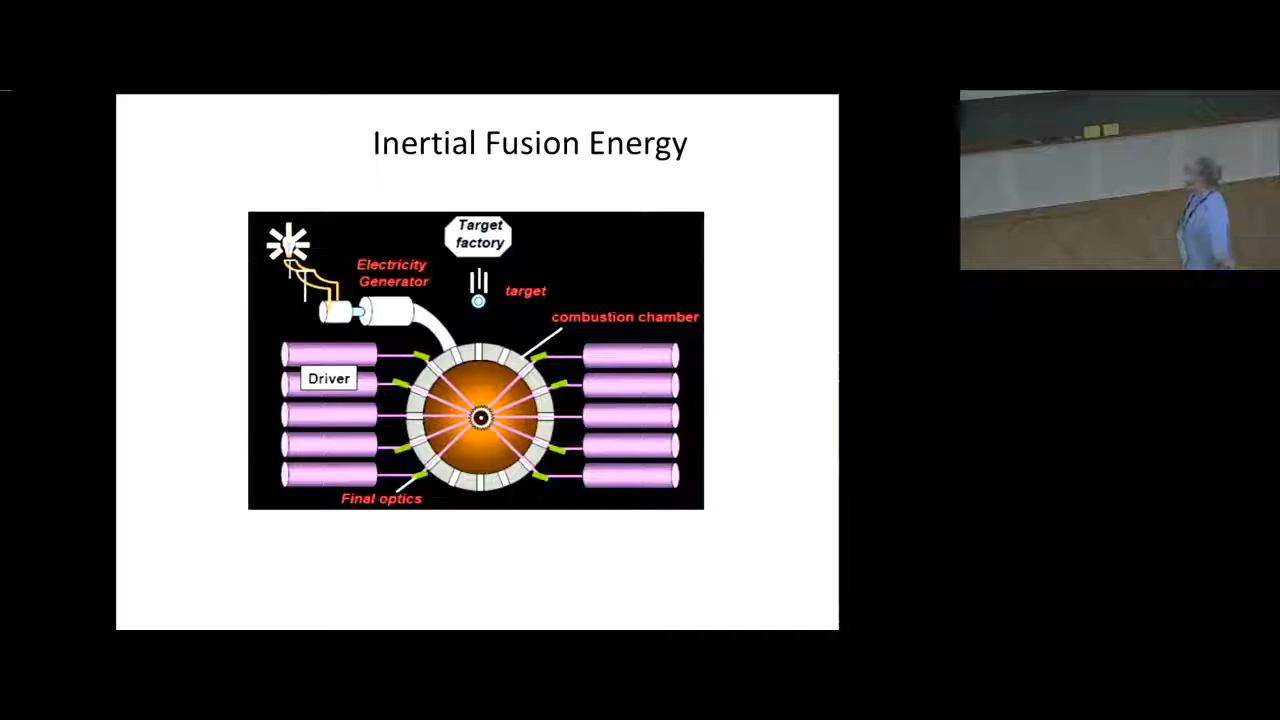 Inertial Fusion Energy
Target
factory
Electricity
Generator
target
combustion chamber
Driver
Final optics